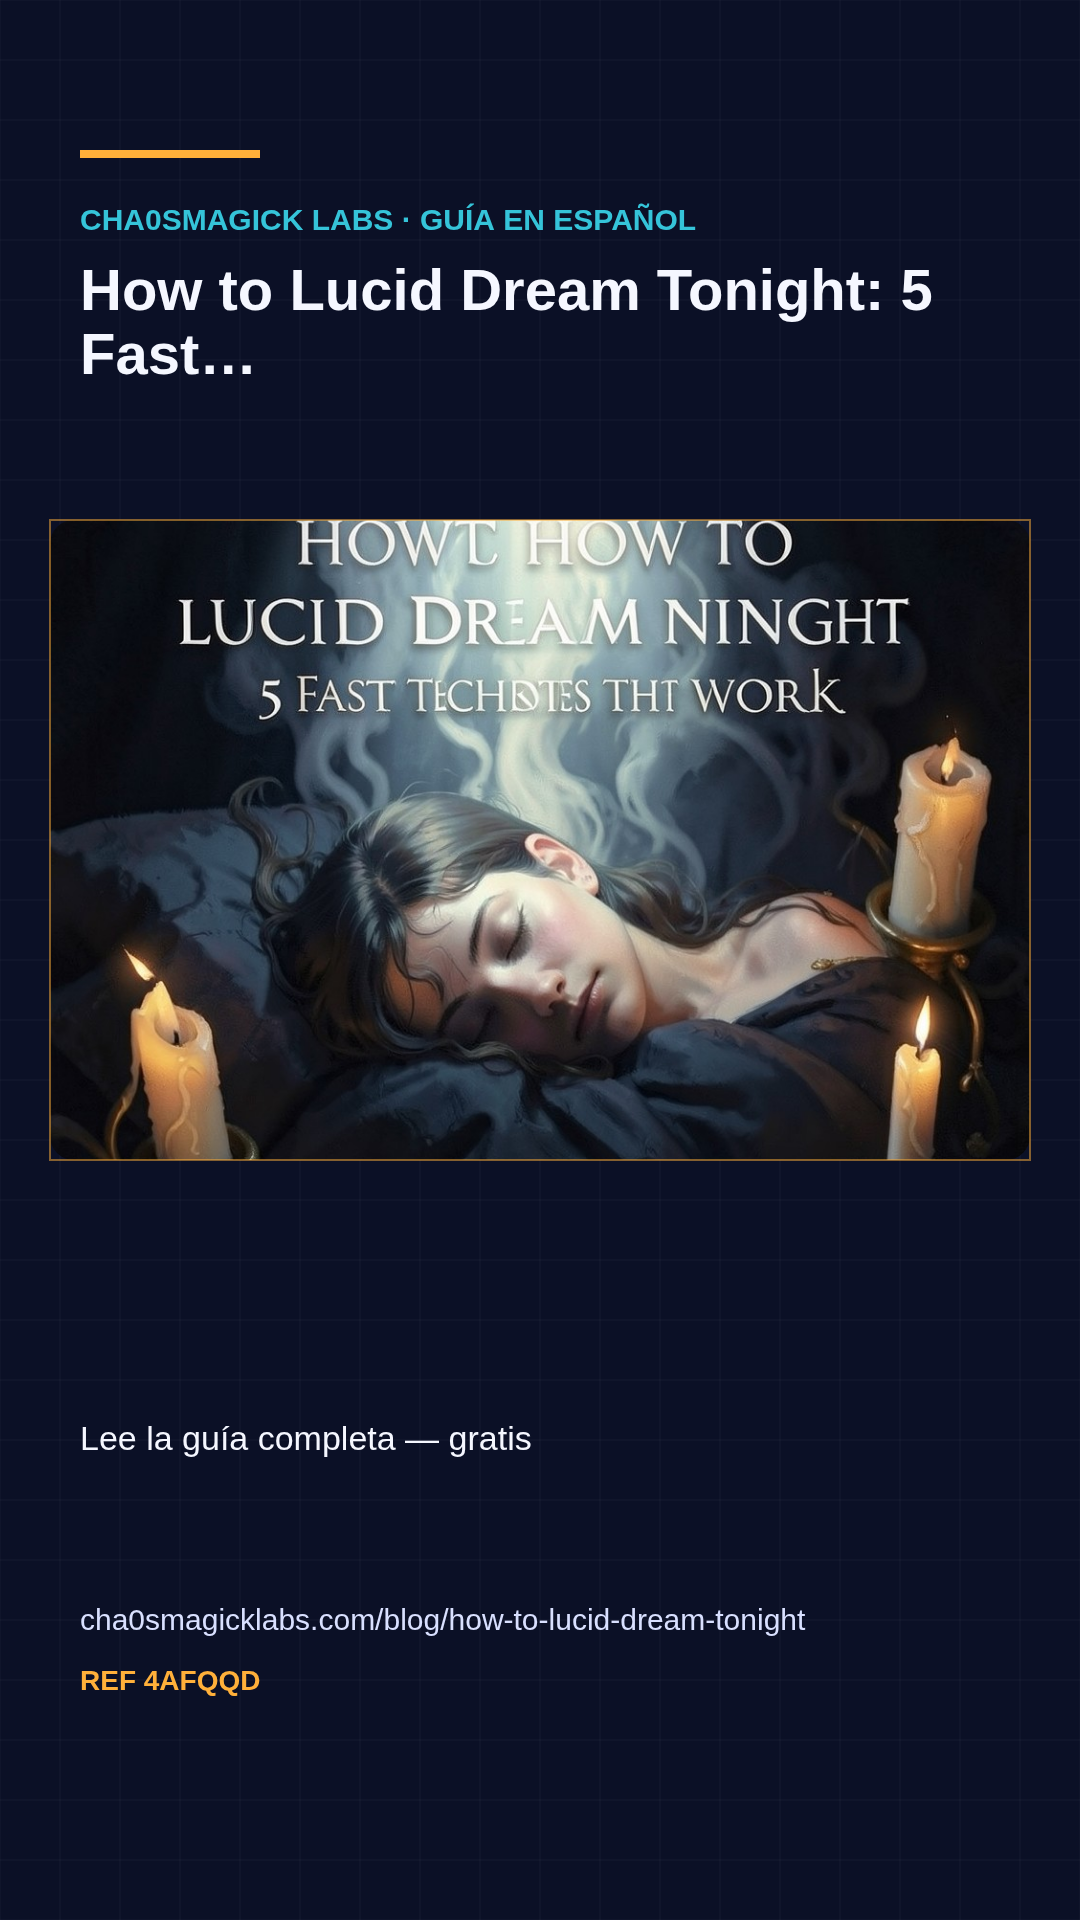 CHA0SMAGICK LABS · GUÍA EN ESPAÑOL
How to Lucid Dream Tonight: 5
Fast…
HOWT HOW TO
LUCID DREAM NINGHT
5 FAST THT WORK
Lee la guía completa — gratis
cha0smagicklabs.com/blog/how-to-lucid-dream-tonight
REF 4AFQQD